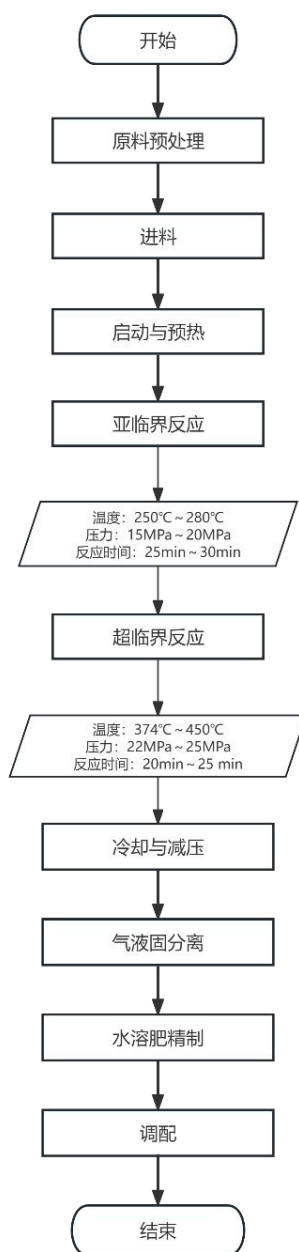 开始
原料预处理
进料
启动与预热
亚临界反应
温度：250℃～280℃
压力：15MPa～20MPa
反应时间：25min～30min
超临界反应
温度：374℃～450℃
压力：22MPa～25MPa
反应时间：20min～25 min
冷却与减压
气液固分离
水溶肥精制
调配
结束